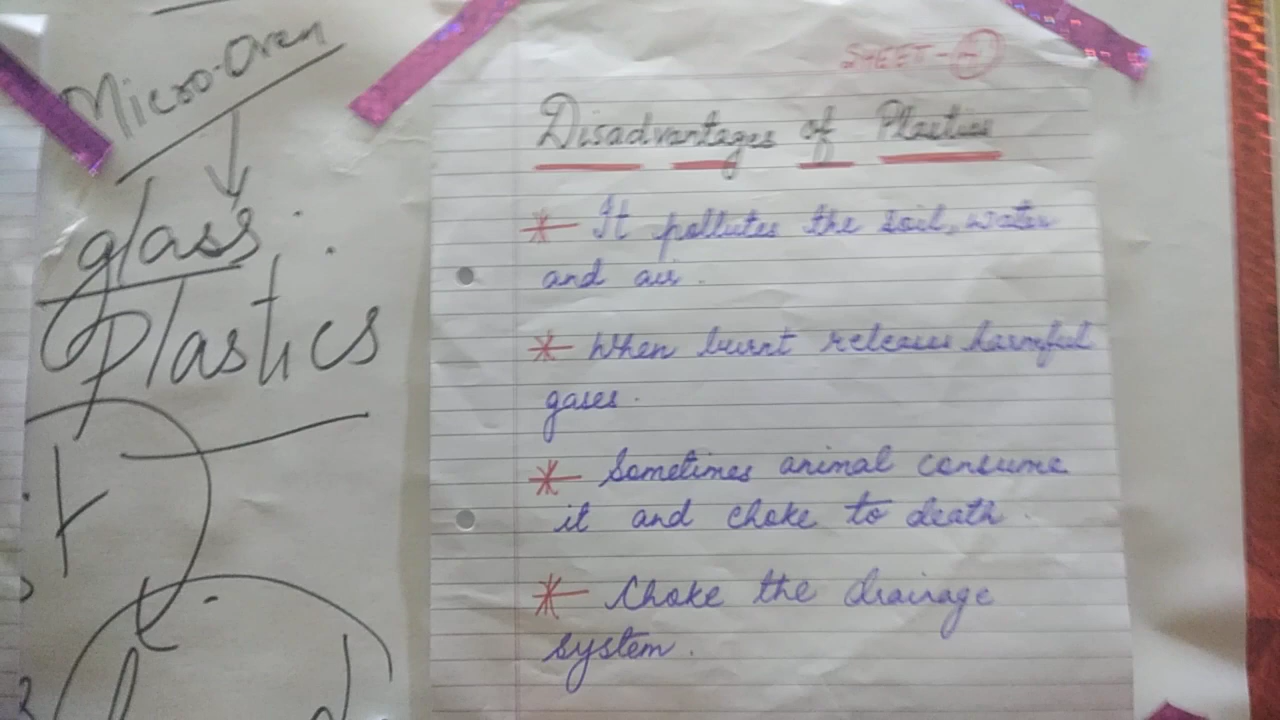 Micro-Oven
glass
Plastics
SHEET-
Disadvantages of Plastics
It pollutes the soil, water
and air.
When burnt releases harmful
gases.
Sometimes animal consume
it and choke to death.
Choke the drainage
system.